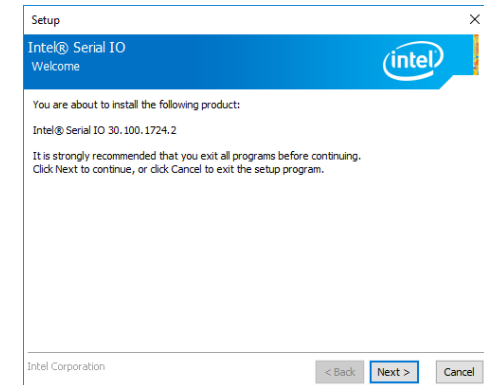 Setup
Intel® Serial IO
Welcome
intel
You are about to install the following product:
Intel® Serial IO 30.100.1724.2
It is strongly recommended that you exit all programs before continuing.
Click Next to continue, or click Cancel to exit the setup program.
Intel Corporation
< Back Next > Cancel